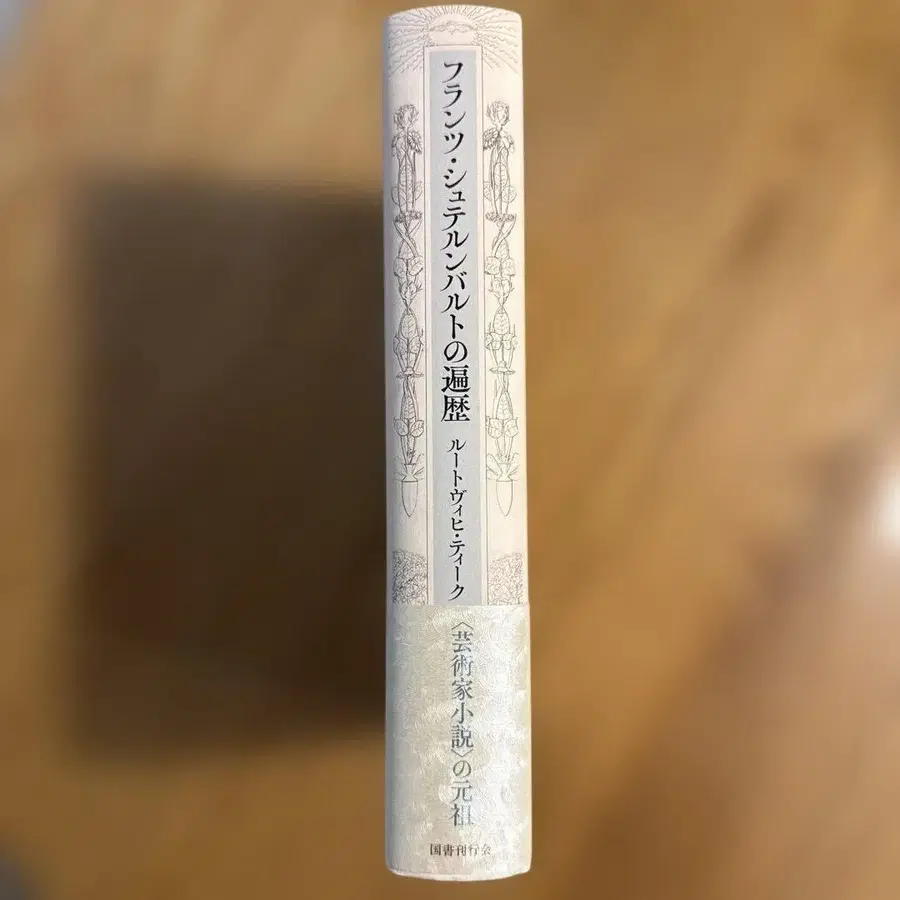 フランツ・シュテルンバルトの遍歴
ルートヴィヒ・ティーク
〈芸術家小説〉の元祖
国書刊行会